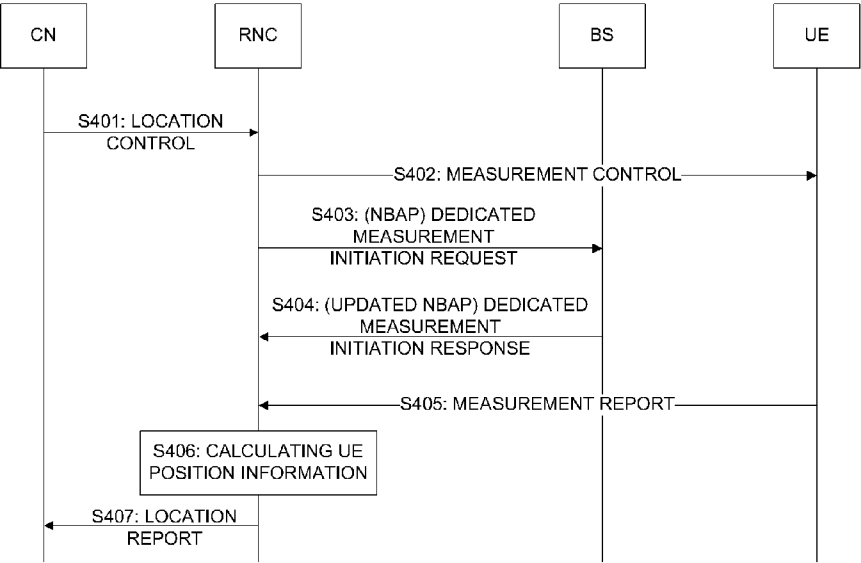 CN
RNC
BS
UE
S401: LOCATION
CONTROL
S402: MEASUREMENT CONTROL
S403: (NBAP) DEDICATED
MEASUREMENT
INITIATION REQUEST
S404: (UPDATED NBAP) DEDICATED
MEASUREMENT
INITIATION RESPONSE
S405: MEASUREMENT REPORT
S406: CALCULATING UE
POSITION INFORMATION
S407: LOCATION
REPORT